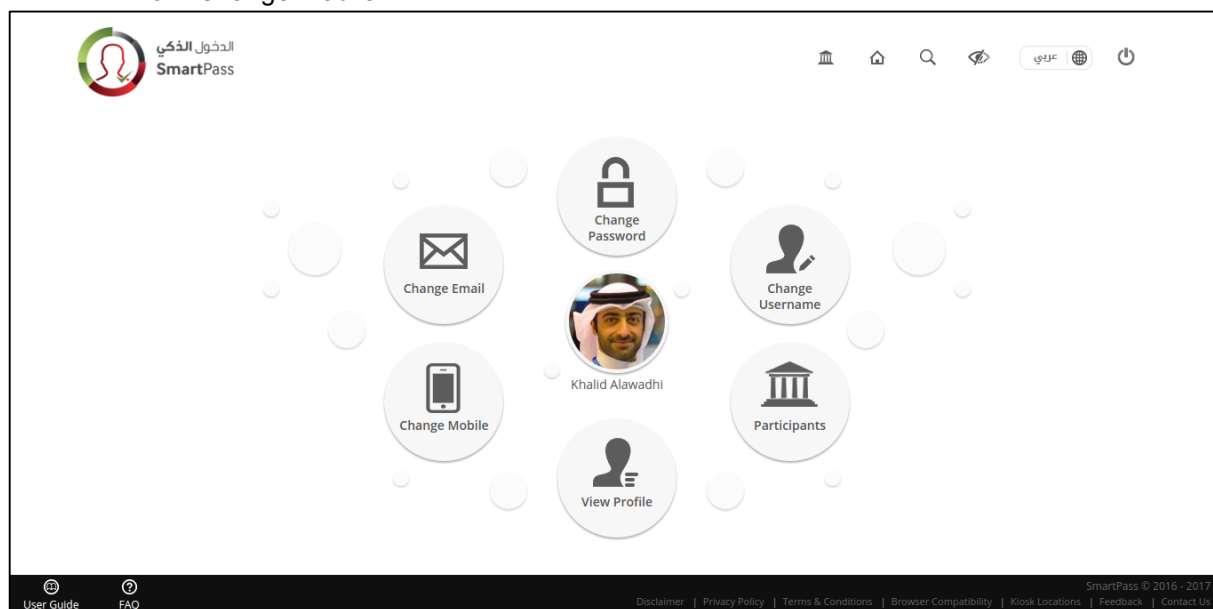 الدخول الذكي
SmartPass
عربي
Change
Password
Change Email
Change
Username
Khalid Alawadhi
Change Mobile
Participants
View Profile
SmartPass © 2016 - 2017
User Guide
FAQ
Disclaimer | Privacy Policy | Terms & Conditions | Browser Compatibility | Kiosk Locations | Feedback | Contact Us